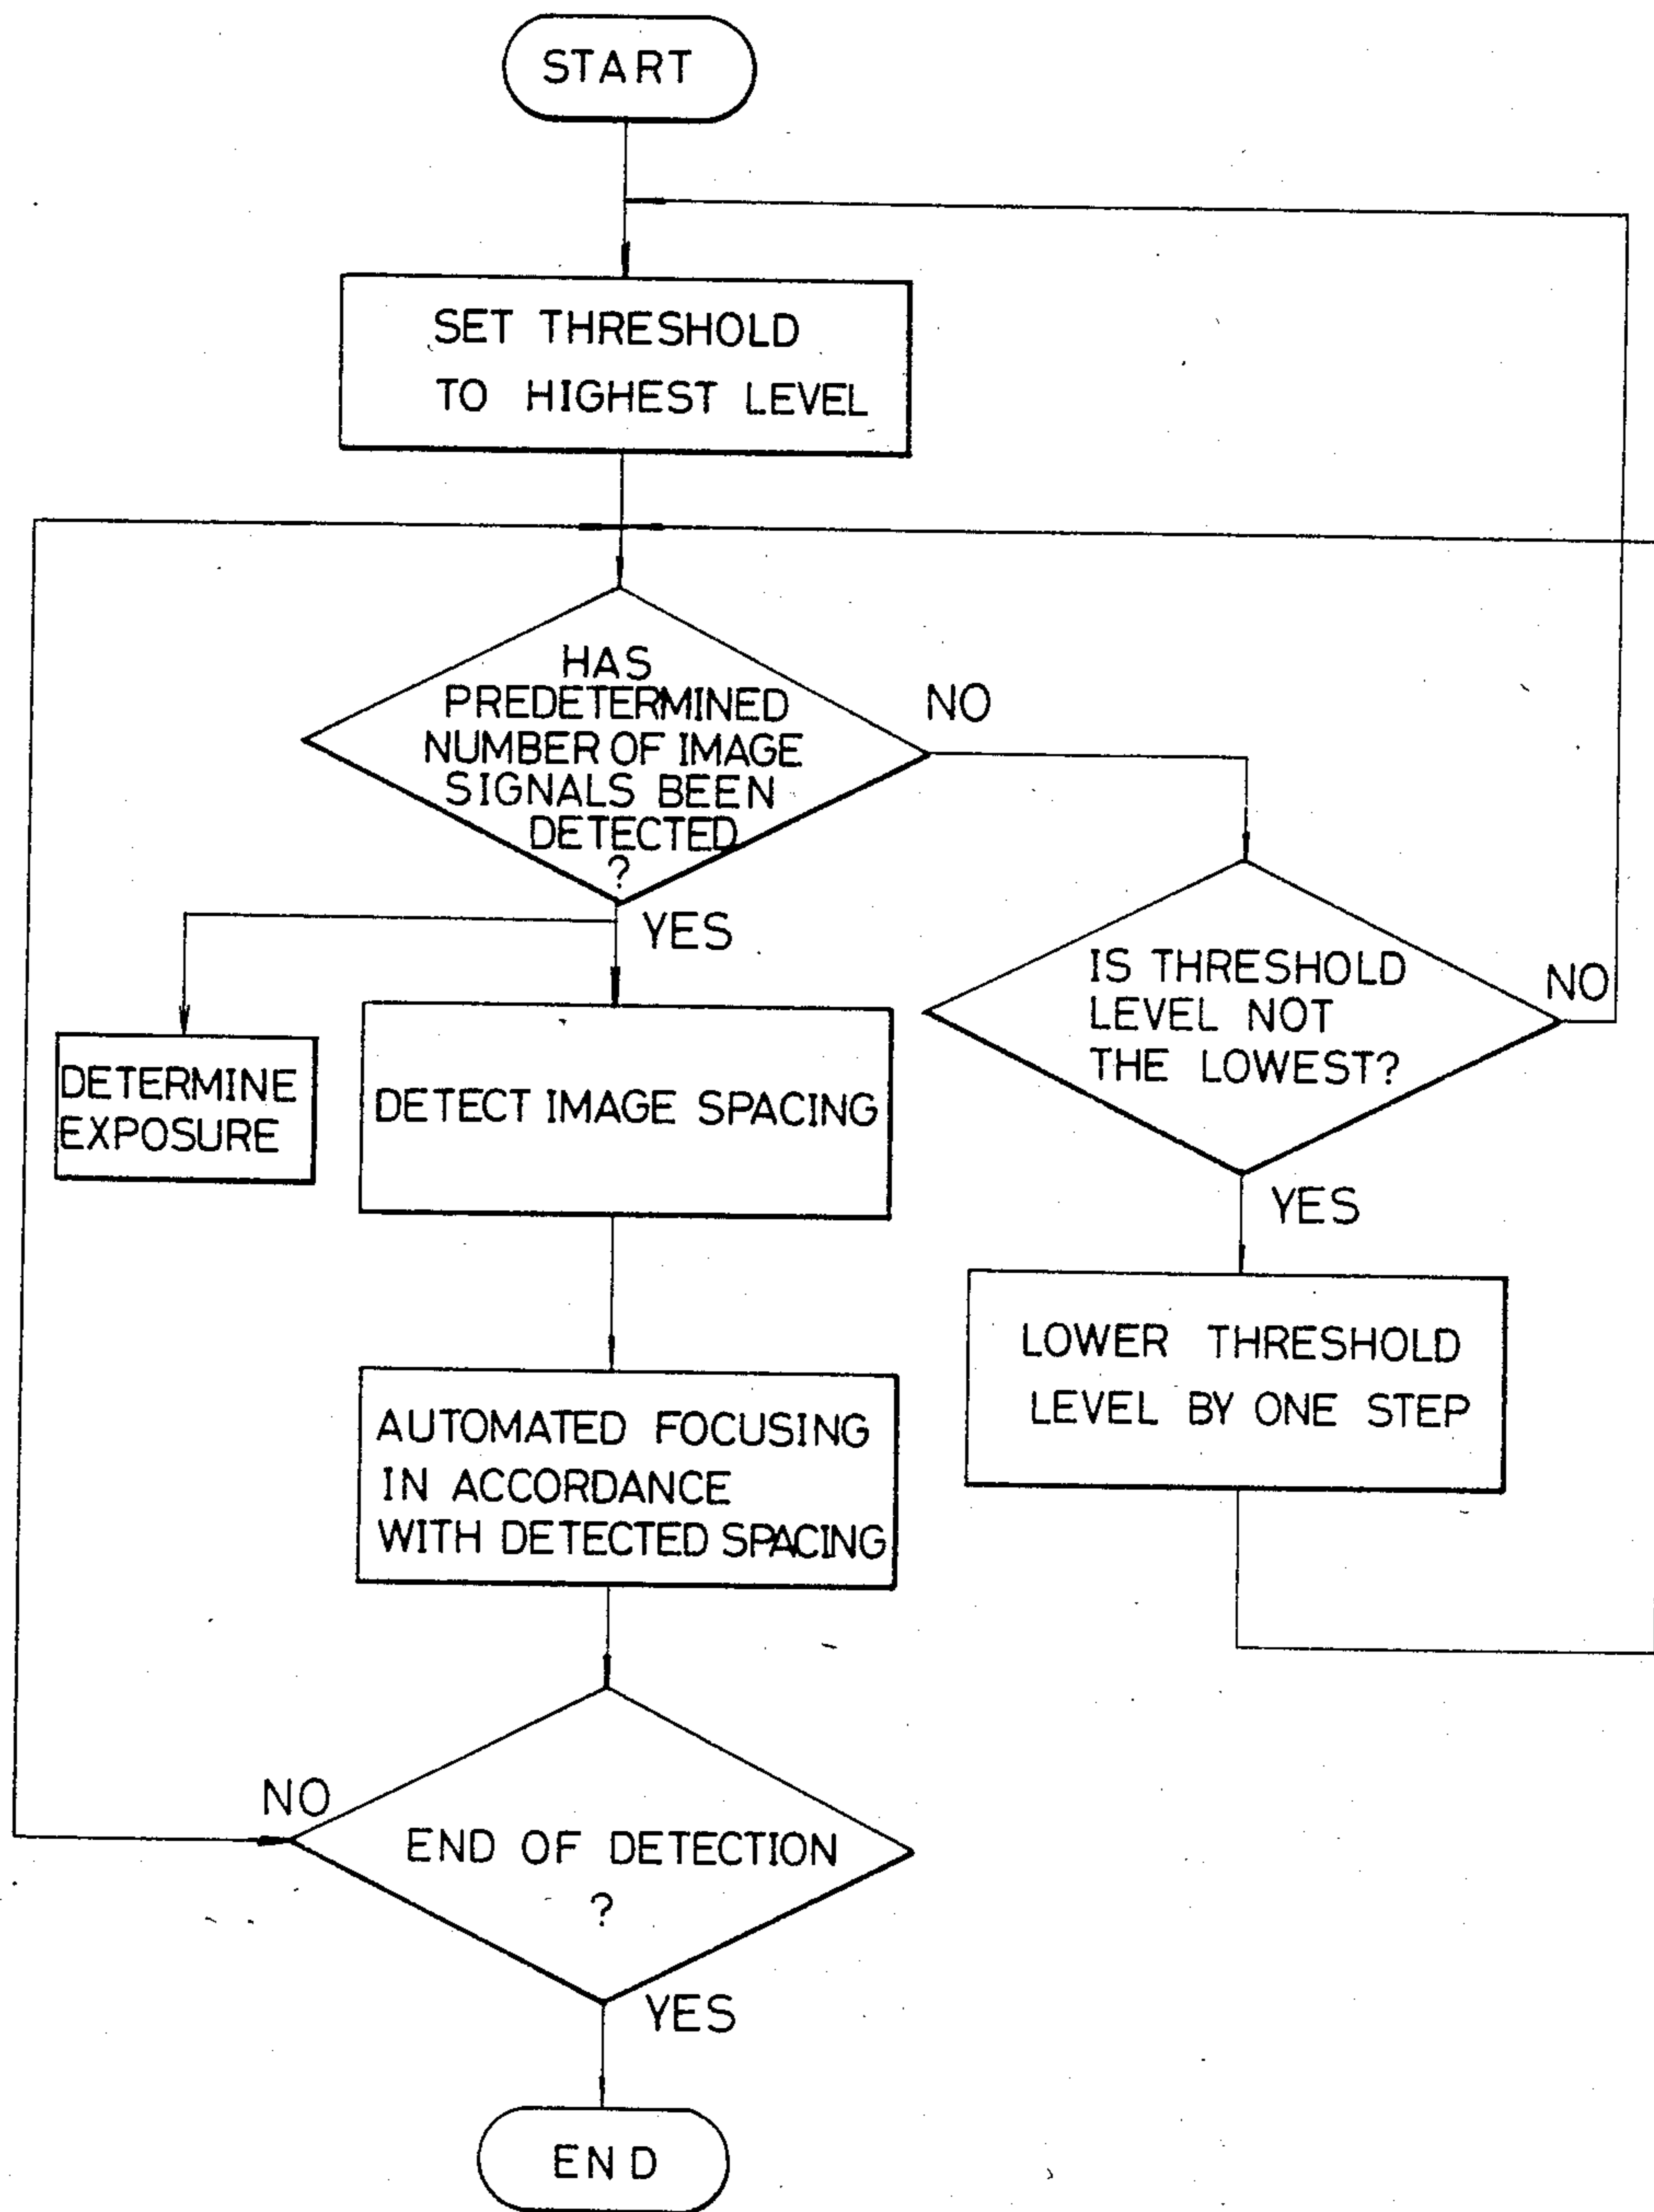 START
SET THRESHOLD
TO HIGHEST LEVEL
HAS
PREDETERMINED
NUMBER OF IMAGE
SIGNALS BEEN
DETECTED
?
NO
YES
DETERMINE
EXPOSURE
DETECT IMAGE SPACING
IS THRESHOLD
LEVEL NOT
THE LOWEST?
NO
YES
LOWER THRESHOLD
LEVEL BY ONE STEP
AUTOMATED FOCUSING
IN ACCORDANCE
WITH DETECTED SPACING
NO
END OF DETECTION
?
YES
END